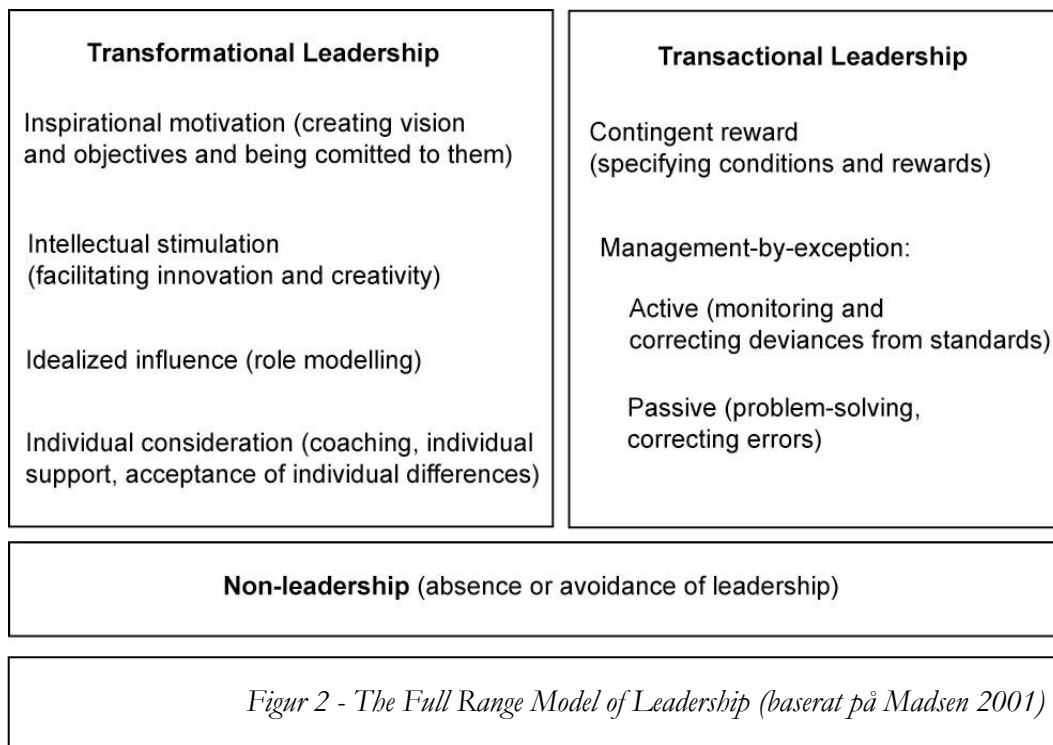 Transformational Leadership
Inspirational motivation (creating vision
and objectives and being comitted to them)
Intellectual stimulation
(facilitating innovation and creativity)
Idealized influence (role modelling)
Individual consideration (coaching, individual
support, acceptance of individual differences)
Transactional Leadership
Contingent reward
(specifying conditions and rewards)
Management-by-exception:
Active (monitoring and
correcting deviances from standards)
Passive (problem-solving,
correcting errors)
Non-leadership (absence or avoidance of leadership)
Figur 2 - The Full Range Model of Leadership (baserat på Madsen 2001)